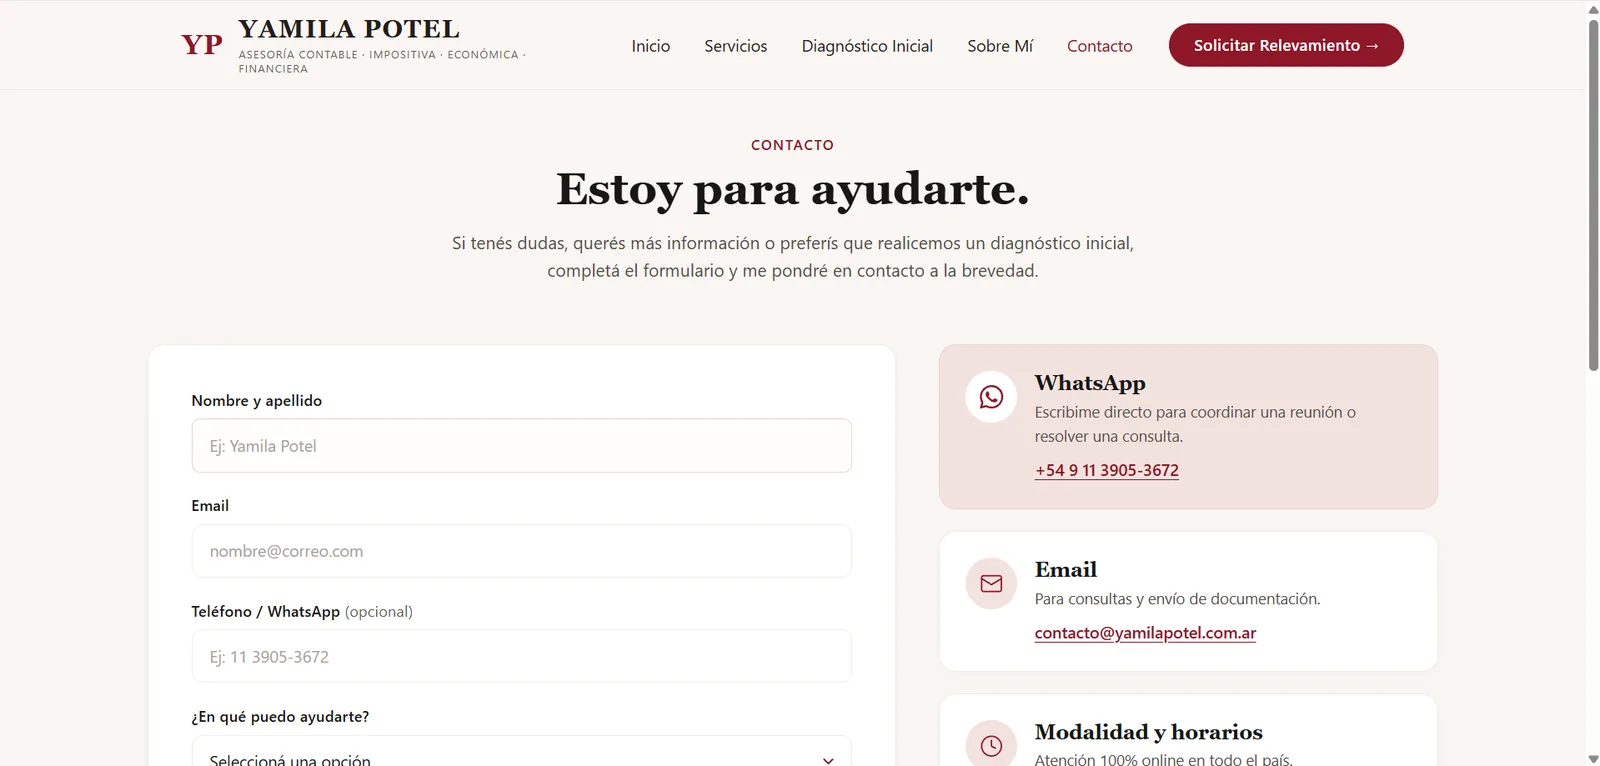 YP
YAMILA POTEL
ASESORÍA CONTABLE · IMPOSITIVA · ECONÓMICA ·
FINANCIERA
Inicio
Servicios
Diagnóstico Inicial
Sobre Mí
Contacto
Solicitar Relevamiento →
CONTACTO
Estoy para ayudarte.
Si tenés dudas, querés más información o preferís que realicemos un diagnóstico inicial,
completá el formulario y me pondré en contacto a la brevedad.
Nombre y apellido
Ej: Yamila Potel
Email
nombre@correo.com
Teléfono / WhatsApp (opcional)
Ej: 11 3905-3672
¿En qué puedo ayudarte?
Seleccioná una opción
WhatsApp
Escribime directo para coordinar una reunión o
resolver una consulta.
+54 9 11 3905-3672
Email
Para consultas y envío de documentación.
contacto@yamilapotel.com.ar
Modalidad y horarios
Atención 100% online en todo el país.